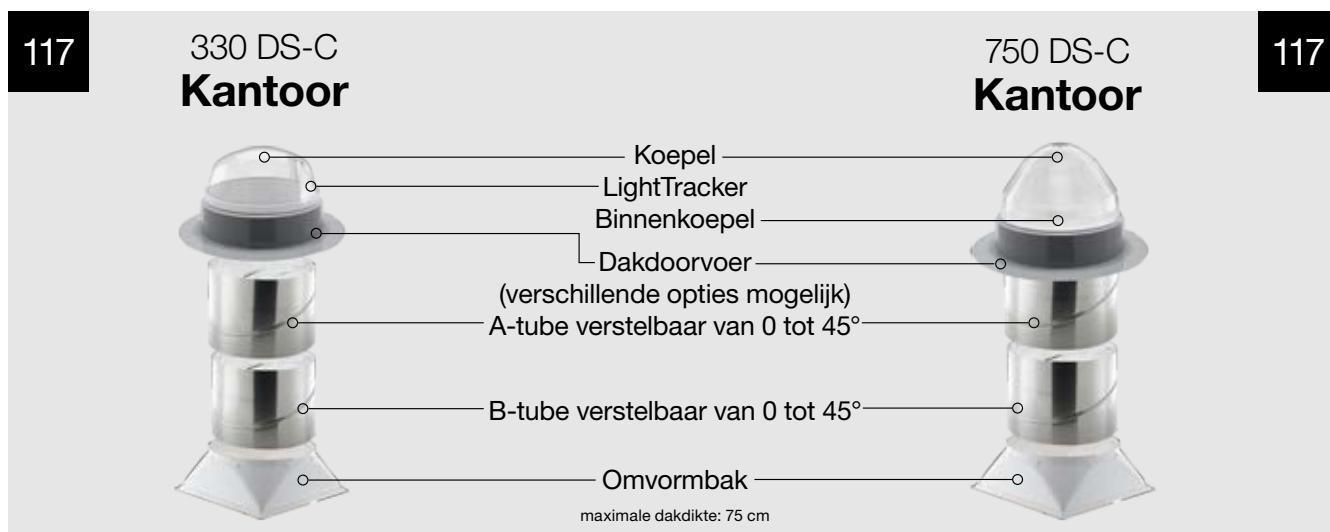 117
330 DS-C
Kantoor
750 DS-C
Kantoor
117
Koepel
LightTracker
Binnenkoepel
Dakdoorvoer
(verschillende opties mogelijk)
A-tube verstelbaar van 0 tot 45°
B-tube verstelbaar van 0 tot 45°
Omvormbak
maximale dakdikte: 75 cm